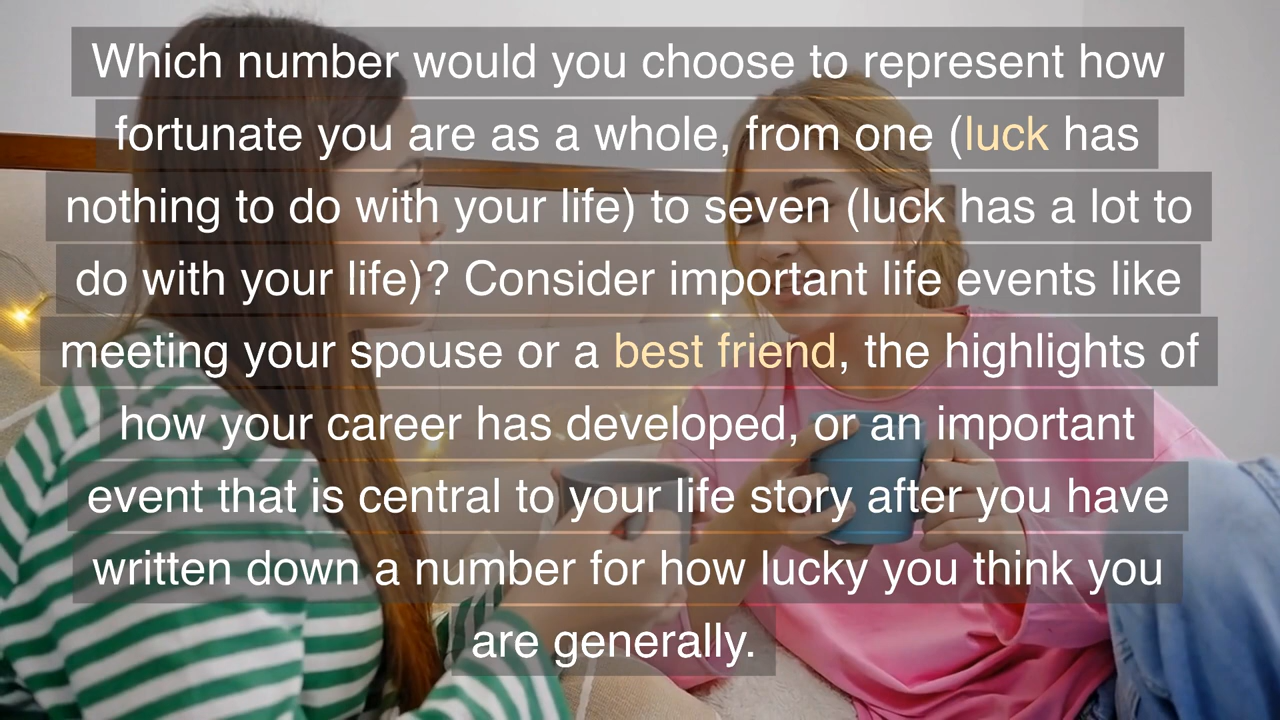 Which number would you choose to represent how
fortunate you are as a whole, from one (luck has
nothing to do with your life) to seven (luck has a lot to
do with your life)? Consider important life events like
meeting your spouse or a best friend, the highlights of
how your career has developed, or an important
event that is central to your life story after you have
written down a number for how lucky you think you
are generally.